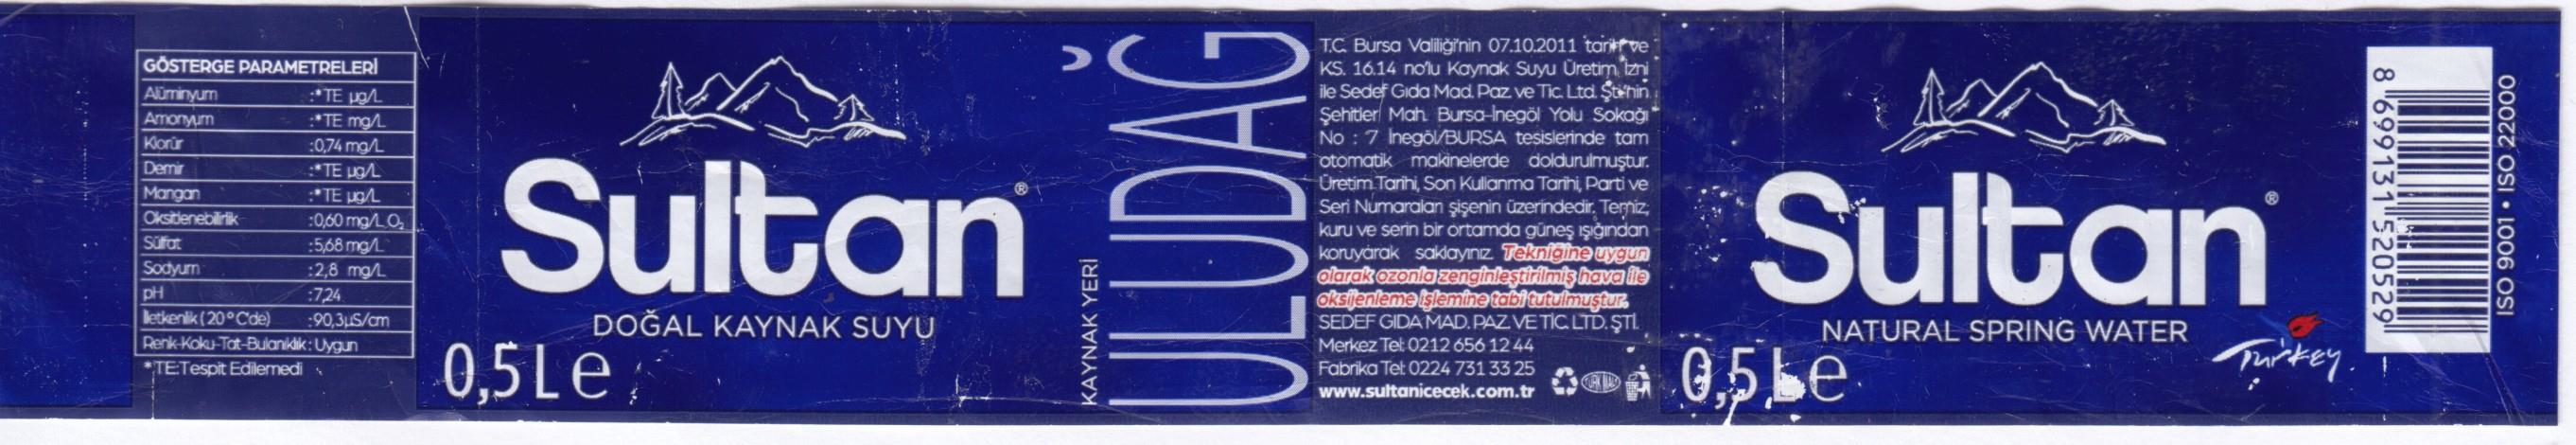 GÖSTERGE PARAMETRELERİ
Alüminyum :*TE µg/L
Amonyum :*TE mg/L
Klorür :0,74 mg/L
Demir :*TE µg/L
Mangan :*TE µg/L
Oksitlenebilirlik :0,60 mg/L O₂
Sülfat :5,68 mg/L
Sodyum :2,8 mg/L
pH :7,24
İletkenlik (20°C'de) :90,3µS/cm
Renk-Koku-Tat-Bulanıklık : Uygun
*TE:Tespit Edilemedi
Sultan®
DOĞAL KAYNAK SUYU
0,5 L e
KAYNAK YERİ
ULUDAĞ
T.C. Bursa Valiliği'nin 07.10.2011 tarih ve
KS. 16.14 no'lu Kaynak Suyu Üretim İzni
ile Sedef Gıda Mad. Paz. ve Tic. Ltd. Şti.'nin
Şehitler Mah. Bursa-İnegöl Yolu Sokağı
No : 7 İnegöl/BURSA tesislerinde tam
otomatik makinelerde doldurulmuştur.
Üretim Tarihi, Son Kullanma Tarihi, Parti ve
Seri Numaraları şişenin üzerindedir. Temiz,
kuru ve serin bir ortamda güneş ışığından
koruyarak saklayınız. Tekniğine uygun
olarak ozonla zenginleştirilmiş hava ile
oksijenleme işlemine tabi tutulmuştur.
SEDEF GIDA MAD. PAZ. VE TİC. LTD. ŞTİ.
Merkez Tel: 0212 656 12 44
Fabrika Tel: 0224 731 33 25
www.sultanicecek.com.tr
TÜRK MALI
Sultan®
NATURAL SPRING WATER
0,5 L e
Turkey
8 699131 520529
ISO 9001 • ISO 22000